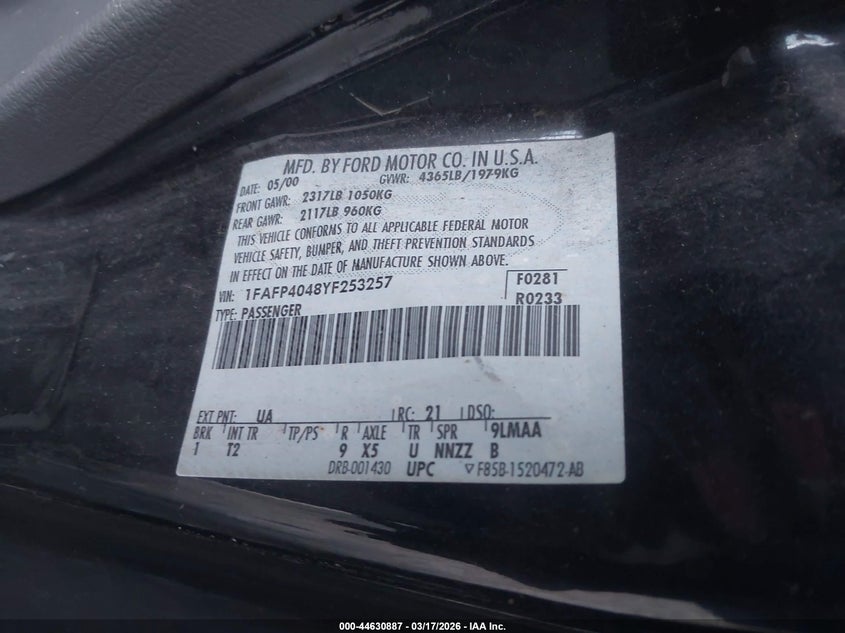 MFD. BY FORD MOTOR CO. IN U.S.A.
DATE: 05/00 GVWR: 4365LB/1979KG
FRONT GAWR: 2317LB 1050KG
REAR GAWR: 2117LB 960KG
THIS VEHICLE CONFORMS TO ALL APPLICABLE FEDERAL MOTOR
VEHICLE SAFETY, BUMPER, AND THEFT PREVENTION STANDARDS
IN EFFECT ON THE DATE OF MANUFACTURE SHOWN ABOVE.
VIN: 1FAFP4048YF253257 F0281
TYPE: PASSENGER R0233
EXT PNT: UA RC: 21 DSO:
BRK INT TR TP/PS R AXLE TR SPR 9LMAA
1 T2 9 X5 U NNZZ B
DRB-001430 UPC ▽F85B-1520472-AB
000-44630887 - 03/17/2026 - IAA Inc.